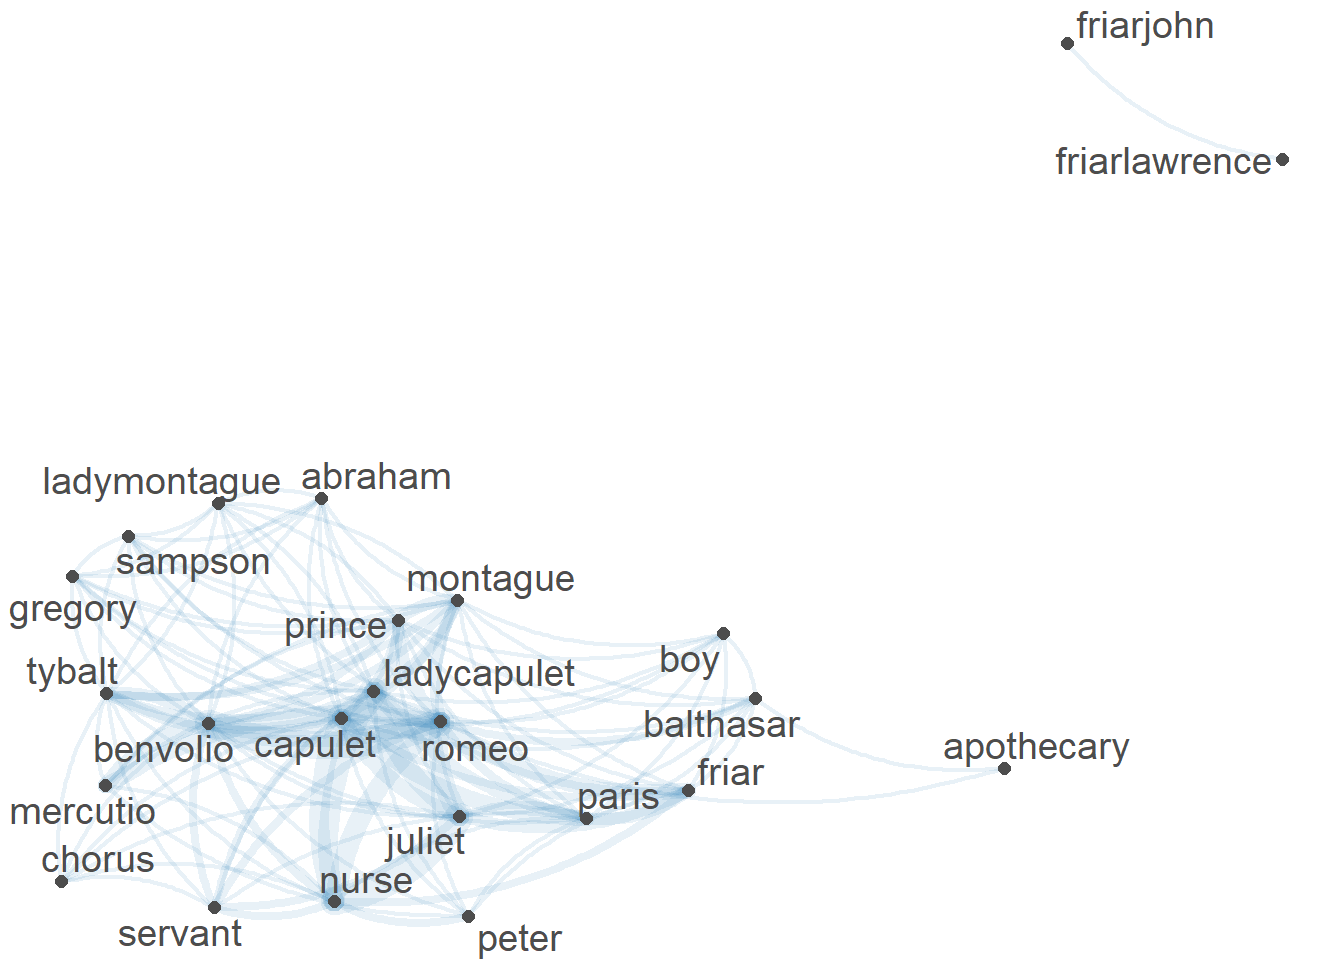 friarjohn
friarlawrence
ladymontague
abraham
sampson
montague
gregory
prince
tybalt
ladycapulet
boy
benvolio
capulet
romeo
balthasar
apothecary
friar
paris
mercutio
juliet
chorus
nurse
servant
peter